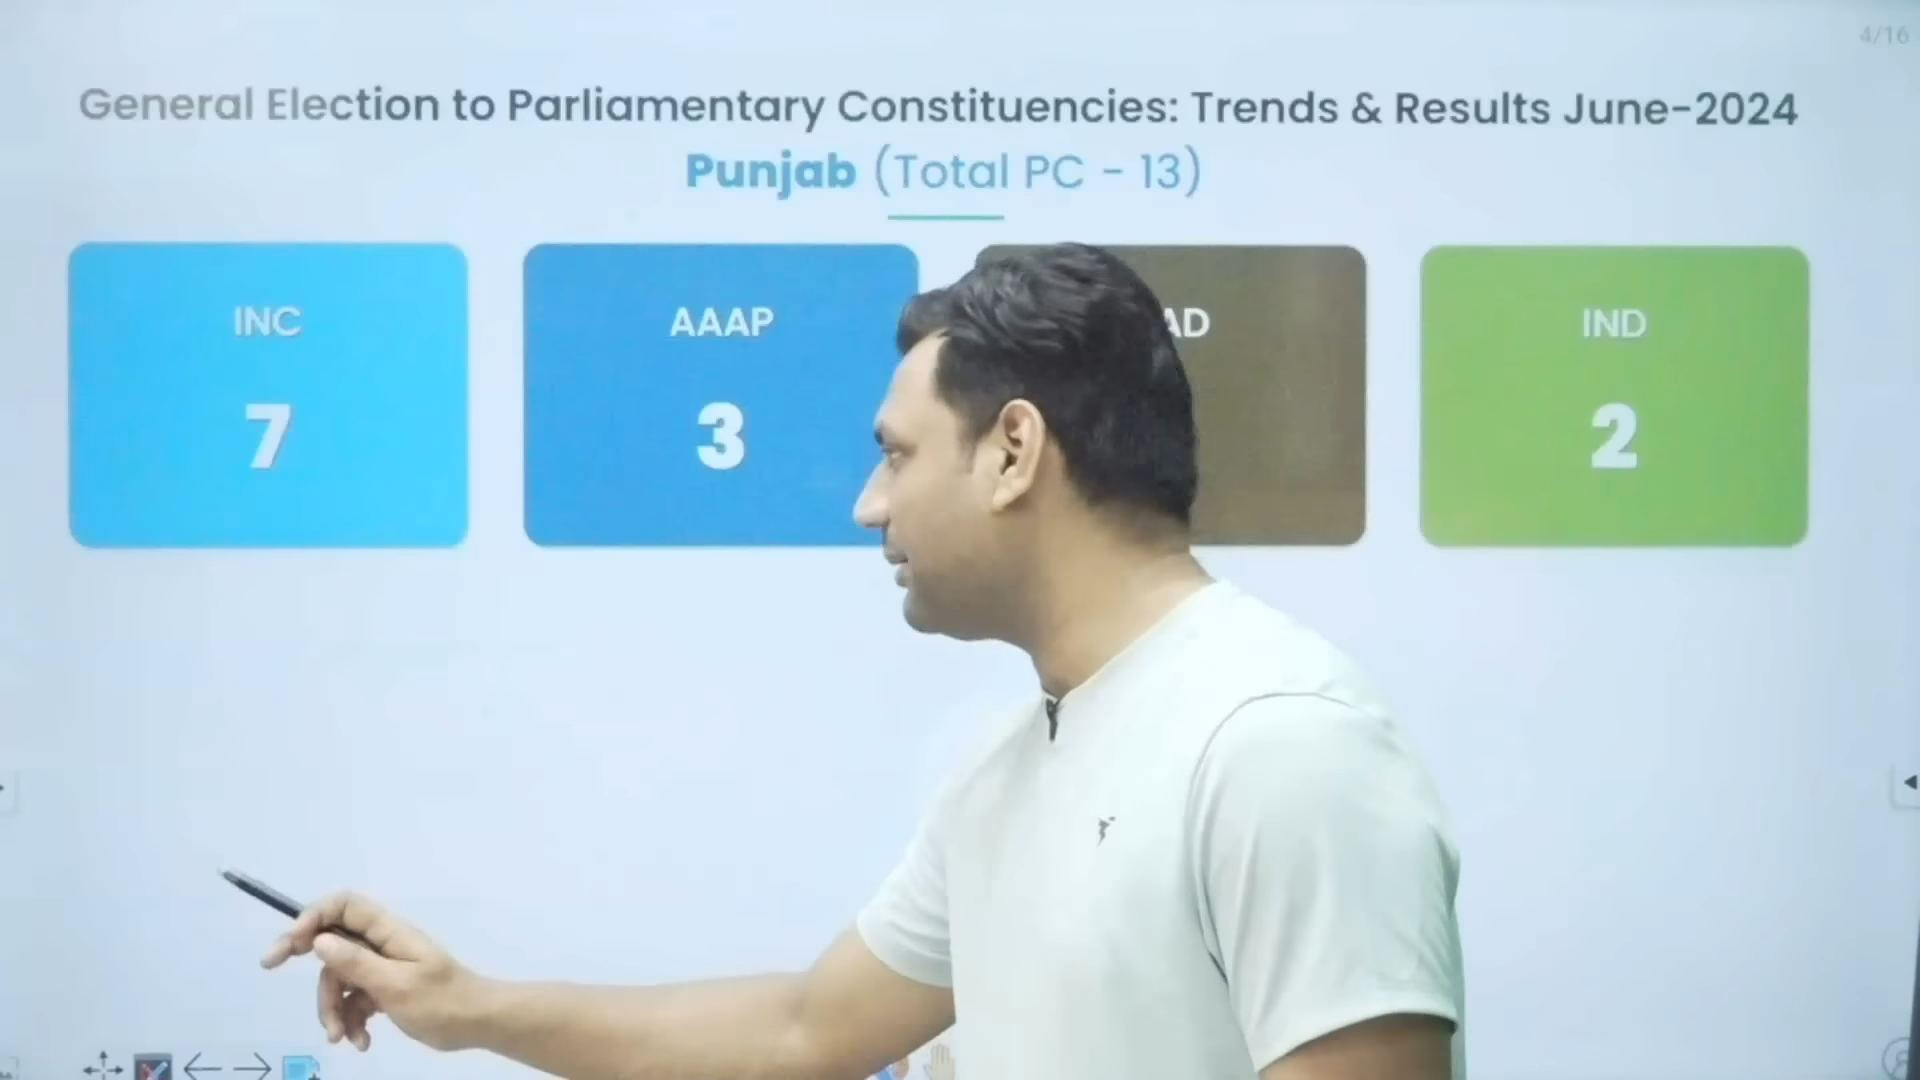 4/16
General Election to Parliamentary Constituencies: Trends & Results June-2024
Punjab (Total PC - 13)
INC
AAAP
IND
7
3
2